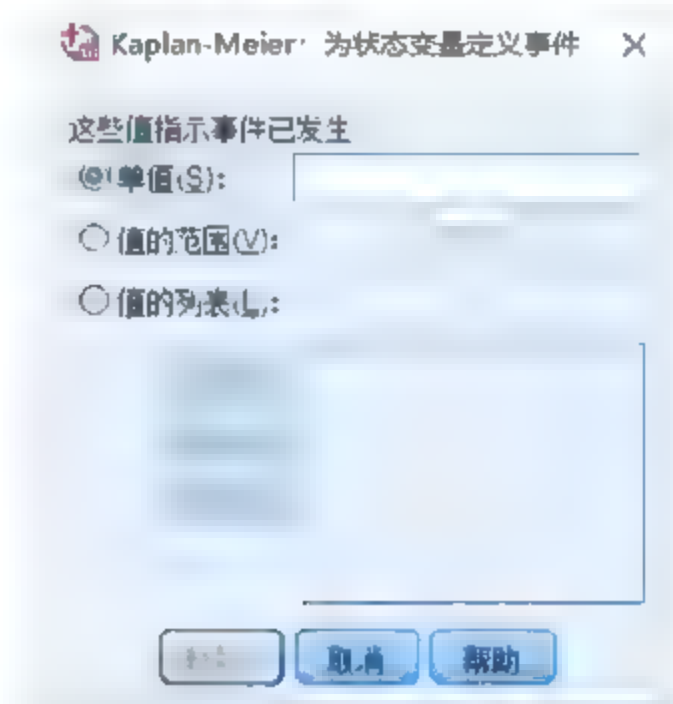 Kaplan-Meier: 为状态变量定义事件
这些值指示事件已发生
单值(S):
值的范围(V):
值的列表(L):
取消 帮助